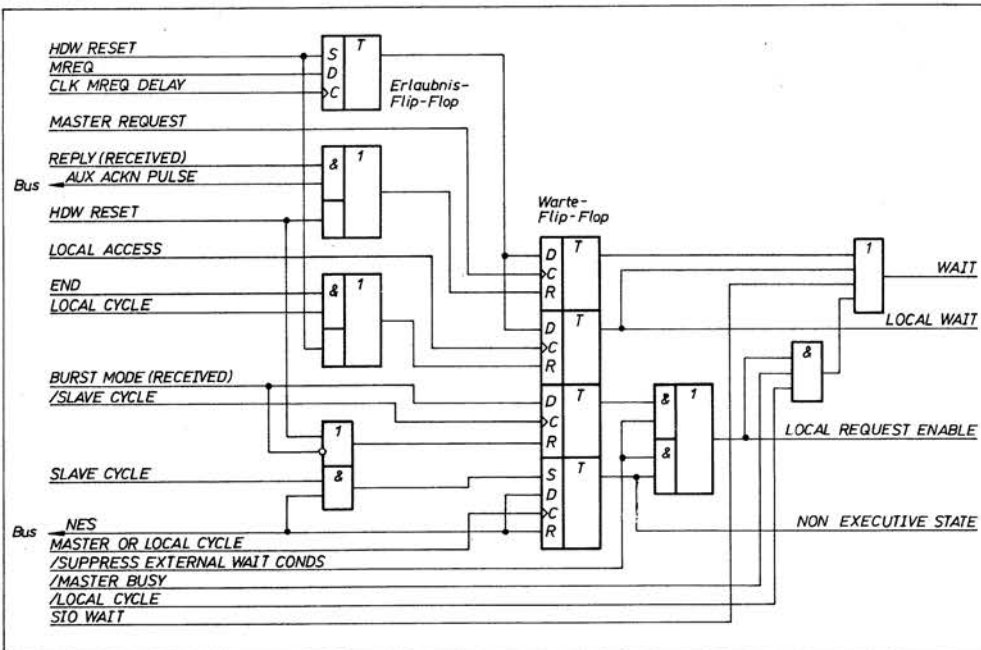 HDW RESET
MREQ
CLK MREQ DELAY
S
D
C
T
Erlaubnis-
Flip-Flop
MASTER REQUEST
REPLY (RECEIVED)
Bus
AUX ACKN PULSE
&
1
HDW RESET
LOCAL ACCESS
END
LOCAL CYCLE
&
1
Warte-
Flip-Flop
D
C
R
T
D
C
R
T
D
C
R
T
S
D
C
R
T
1
WAIT
LOCAL WAIT
&
BURST MODE (RECEIVED)
/SLAVE CYCLE
1
&
SLAVE CYCLE
&
1
&
LOCAL REQUEST ENABLE
NON EXECUTIVE STATE
Bus
NES
MASTER OR LOCAL CYCLE
/SUPPRESS EXTERNAL WAIT CONDS
/MASTER BUSY
/LOCAL CYCLE
SIO WAIT